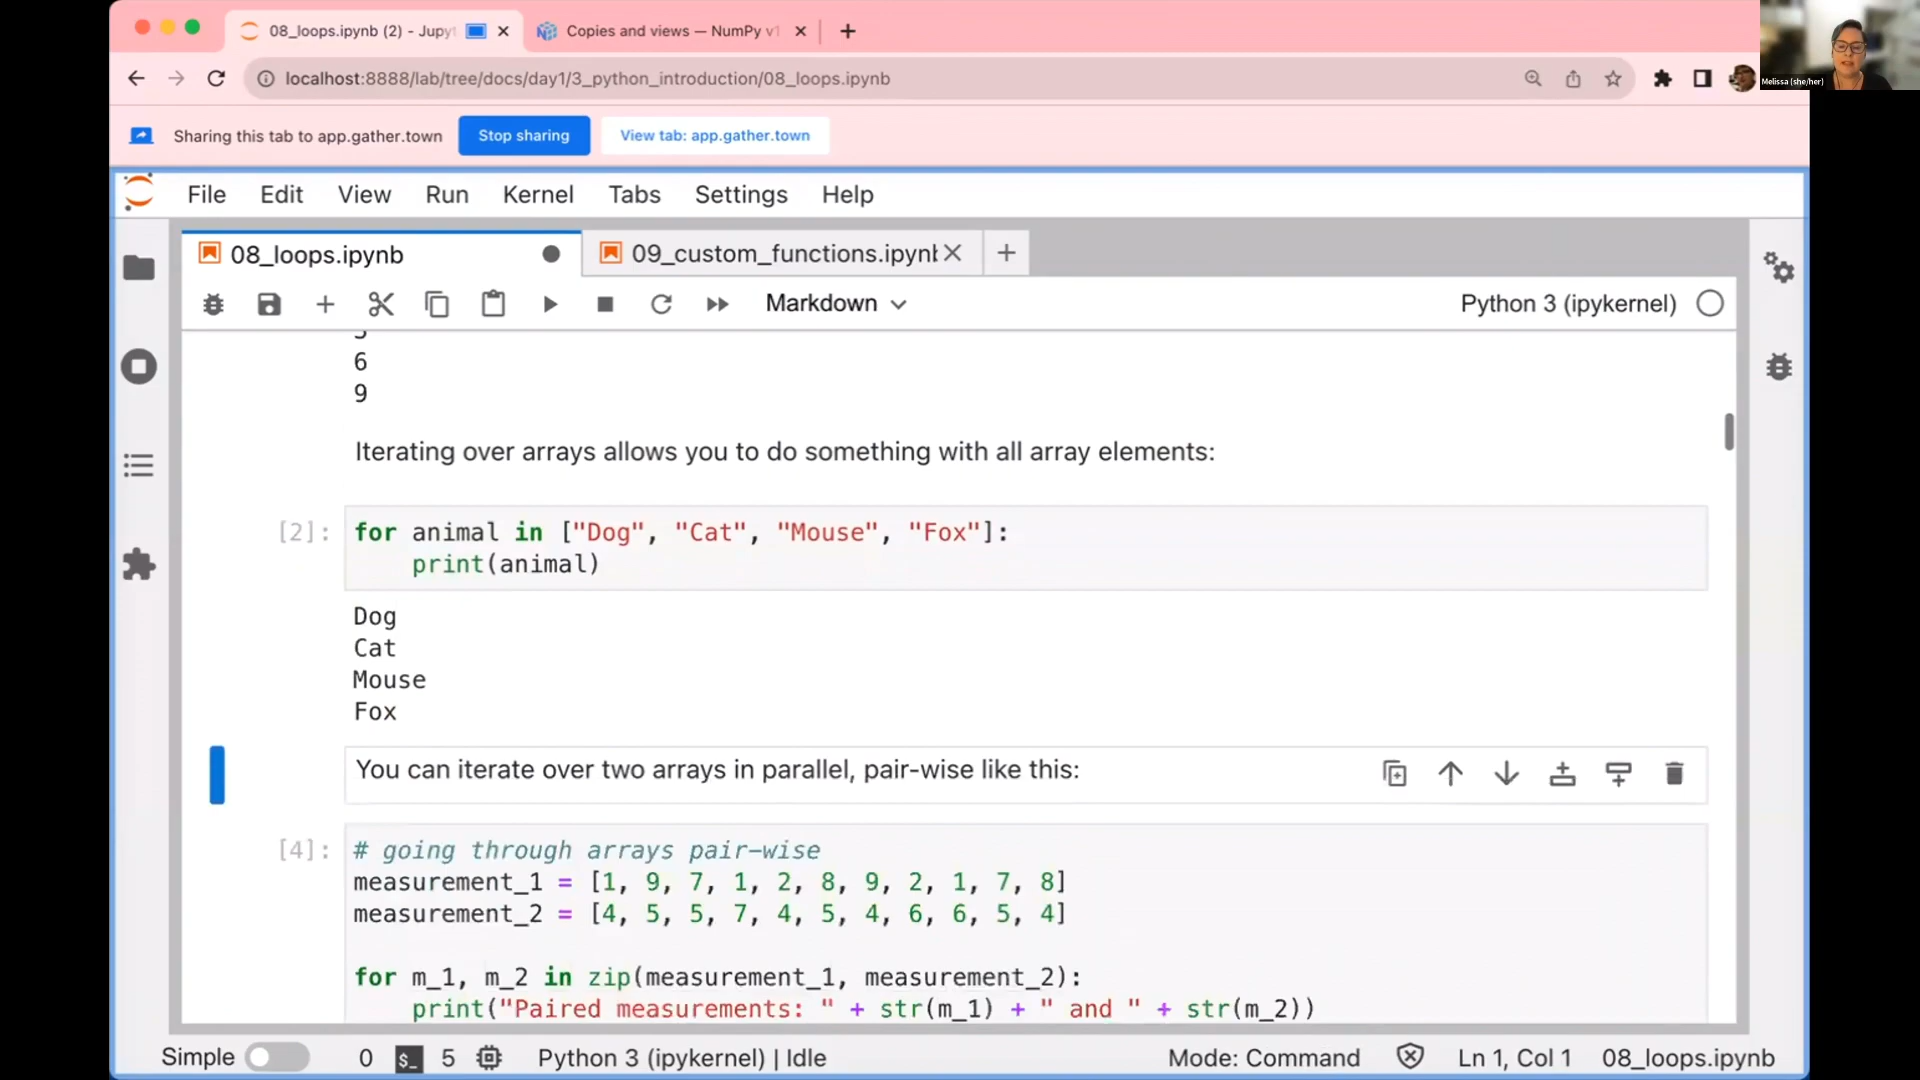 08_loops.ipynb (2) - Jupyt
Copies and views — NumPy v1
localhost:8888/lab/tree/docs/day1/3_python_introduction/08_loops.ipynb
Melissa (she/her)
Sharing this tab to app.gather.town
Stop sharing
View tab: app.gather.town
File Edit View Run Kernel Tabs Settings Help
08_loops.ipynb
09_custom_functions.ipynb
Markdown
Python 3 (ipykernel)
6
9
Iterating over arrays allows you to do something with all array elements:
[2]: for animal in ["Dog", "Cat", "Mouse", "Fox"]:
print(animal)
Dog
Cat
Mouse
Fox
You can iterate over two arrays in parallel, pair-wise like this:
[4]: # going through arrays pair-wise
measurement_1 = [1, 9, 7, 1, 2, 8, 9, 2, 1, 7, 8]
measurement_2 = [4, 5, 5, 7, 4, 5, 4, 6, 6, 5, 4]
for m_1, m_2 in zip(measurement_1, measurement_2):
print("Paired measurements: " + str(m_1) + " and " + str(m_2))
Simple 0 $_ 5 Python 3 (ipykernel) | Idle Mode: Command Ln 1, Col 1 08_loops.ipynb